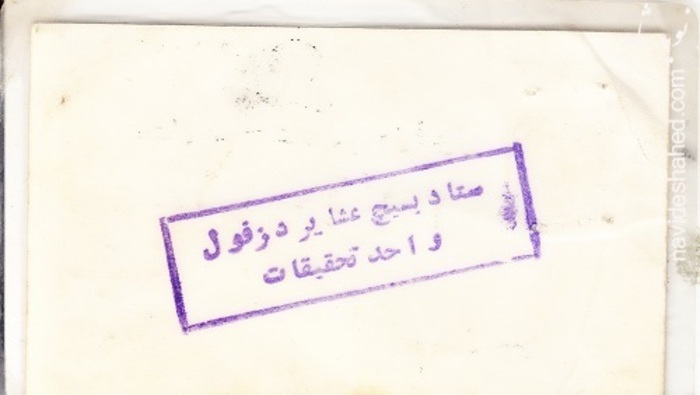 ستاد بسیج عشایر دزفول
واحد تحقیقات
navideshahed.com